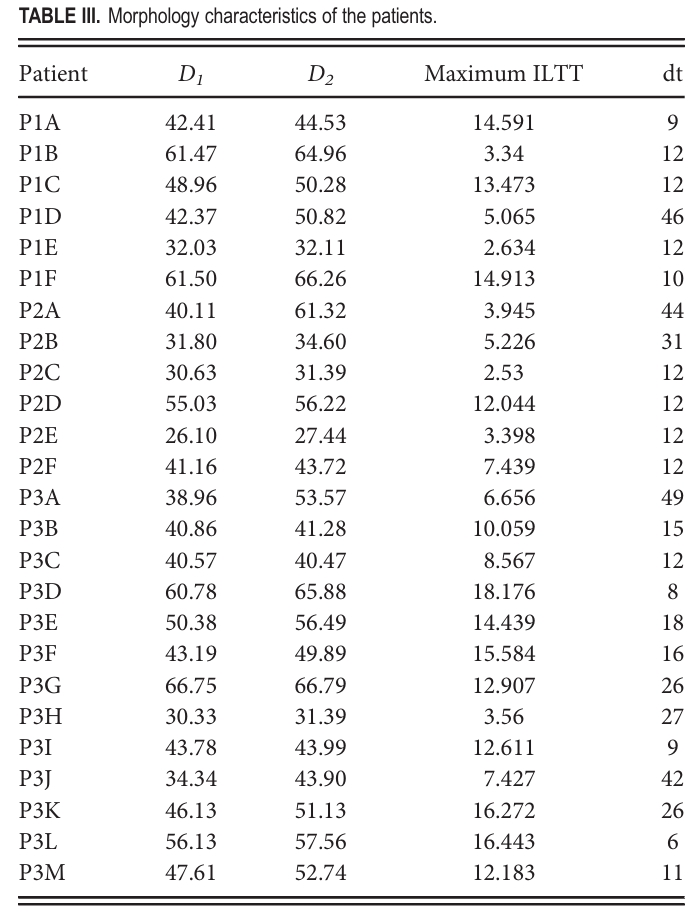 TABLE III. Morphology characteristics of the patients.
Patient D1 D2 Maximum ILTT dt
P1A 42.41 44.53 14.591 9
P1B 61.47 64.96 3.34 12
P1C 48.96 50.28 13.473 12
P1D 42.37 50.82 5.065 46
P1E 32.03 32.11 2.634 12
P1F 61.50 66.26 14.913 10
P2A 40.11 61.32 3.945 44
P2B 31.80 34.60 5.226 31
P2C 30.63 31.39 2.53 12
P2D 55.03 56.22 12.044 12
P2E 26.10 27.44 3.398 12
P2F 41.16 43.72 7.439 12
P3A 38.96 53.57 6.656 49
P3B 40.86 41.28 10.059 15
P3C 40.57 40.47 8.567 12
P3D 60.78 65.88 18.176 8
P3E 50.38 56.49 14.439 18
P3F 43.19 49.89 15.584 16
P3G 66.75 66.79 12.907 26
P3H 30.33 31.39 3.56 27
P3I 43.78 43.99 12.611 9
P3J 34.34 43.90 7.427 42
P3K 46.13 51.13 16.272 26
P3L 56.13 57.56 16.443 6
P3M 47.61 52.74 12.183 11